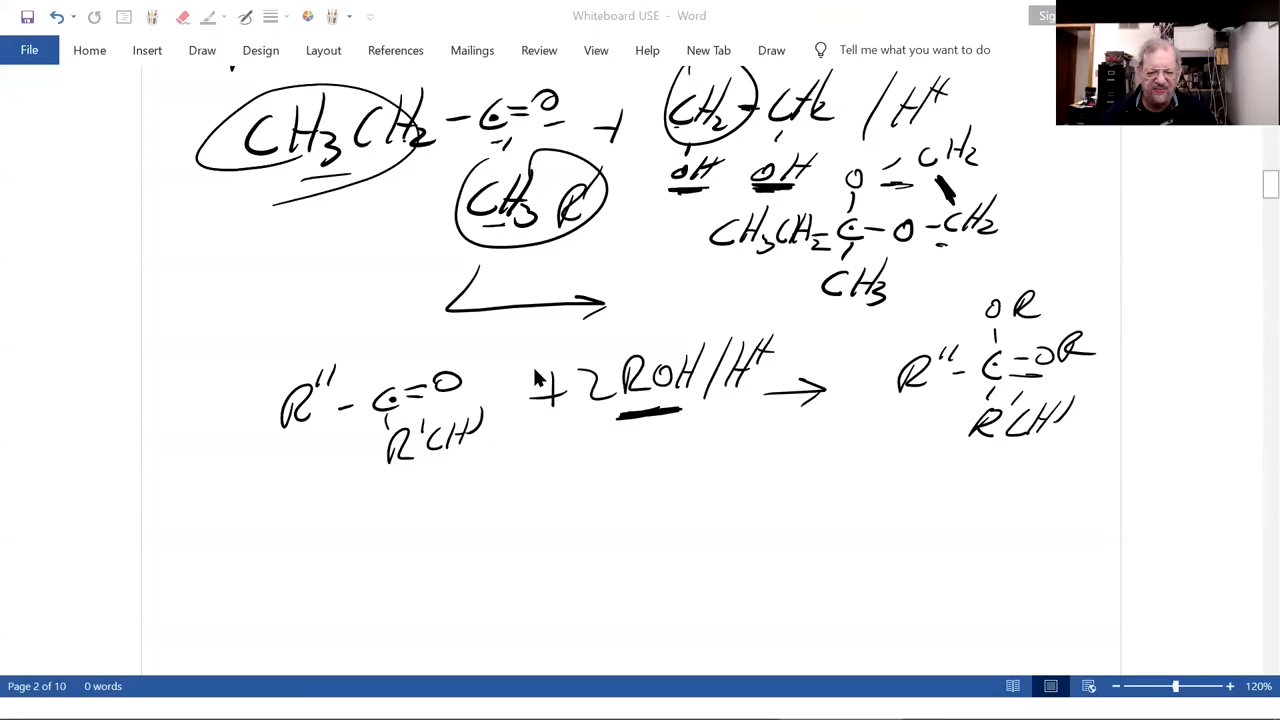 Whiteboard USE - Word
Sig
File Home Insert Draw Design Layout References Mailings Review View Help New Tab Draw Tell me what you want to do
CH3CH2 - C = O + CH2 - CH2 / H+
CH3 R OH OH
O - CH2
CH3CH2 - C - O - CH2
CH3
OR
R'' - C = O + 2 ROH / H+ → R'' - C - OR
R'(H) R'(H)
Page 2 of 10 0 words 120%